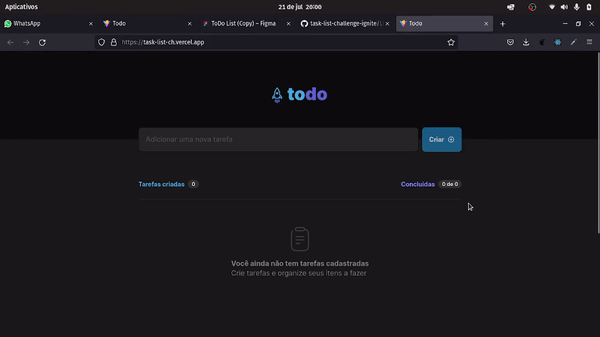 Aplicativos
21 de jul 20:00
WhatsApp
Todo
ToDo List (Copy) – Figma
task-list-challenge-ignite/
Todo
https://task-list-ch.vercel.app
todo
Adicionar uma nova tarefa
Criar
Tarefas criadas 0
Concluídas 0 de 0
Você ainda não tem tarefas cadastradas
Crie tarefas e organize seus itens a fazer